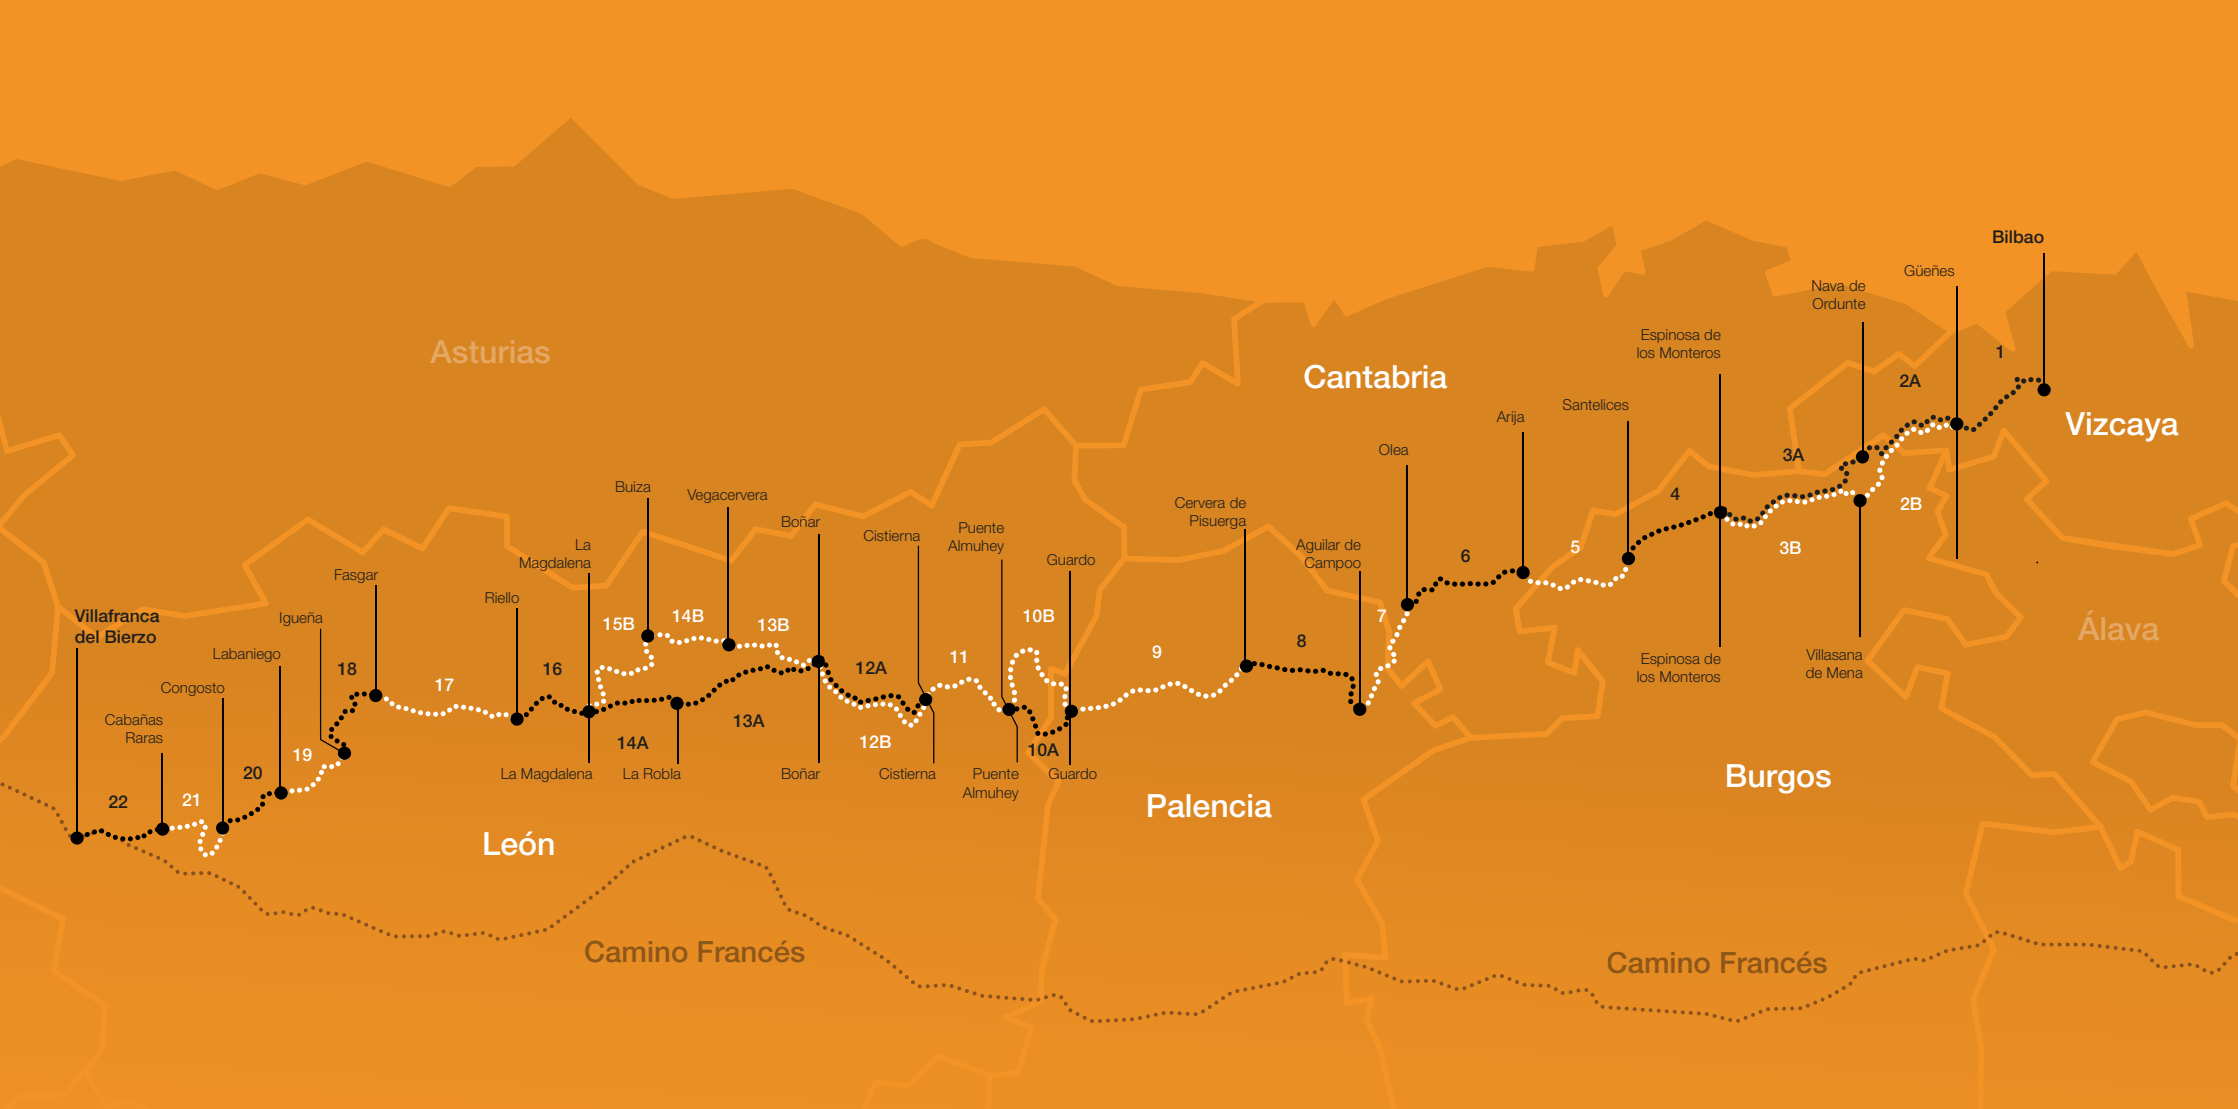 Bilbao
Güeñes
Nava de
Ordunte
Espinosa de
los Monteros
1
Asturias
Cantabria
2A
Santelices
Arija
Vizcaya
Olea
3A
Buiza
Vegacervera
4
Cervera de
Pisuerga
2B
Boñar
Cistierna
Puente
Almuhey
La
Magdalena
Aguilar de
Campoo
5
3B
6
Guardo
Fasgar
Riello
Igueña
Villafranca
del Bierzo
15B
14B
13B
10B
7
Álava
8
9
Labaniego
18
16
12A
11
Espinosa de
los Monteros
Villasana
de Mena
Congosto
17
Cabañas
Raras
13A
14A
12B
10A
19
20
La Magdalena
La Robla
Boñar
Cistierna
Puente
Almuhey
Guardo
Burgos
22
21
Palencia
León
Camino Francés
Camino Francés